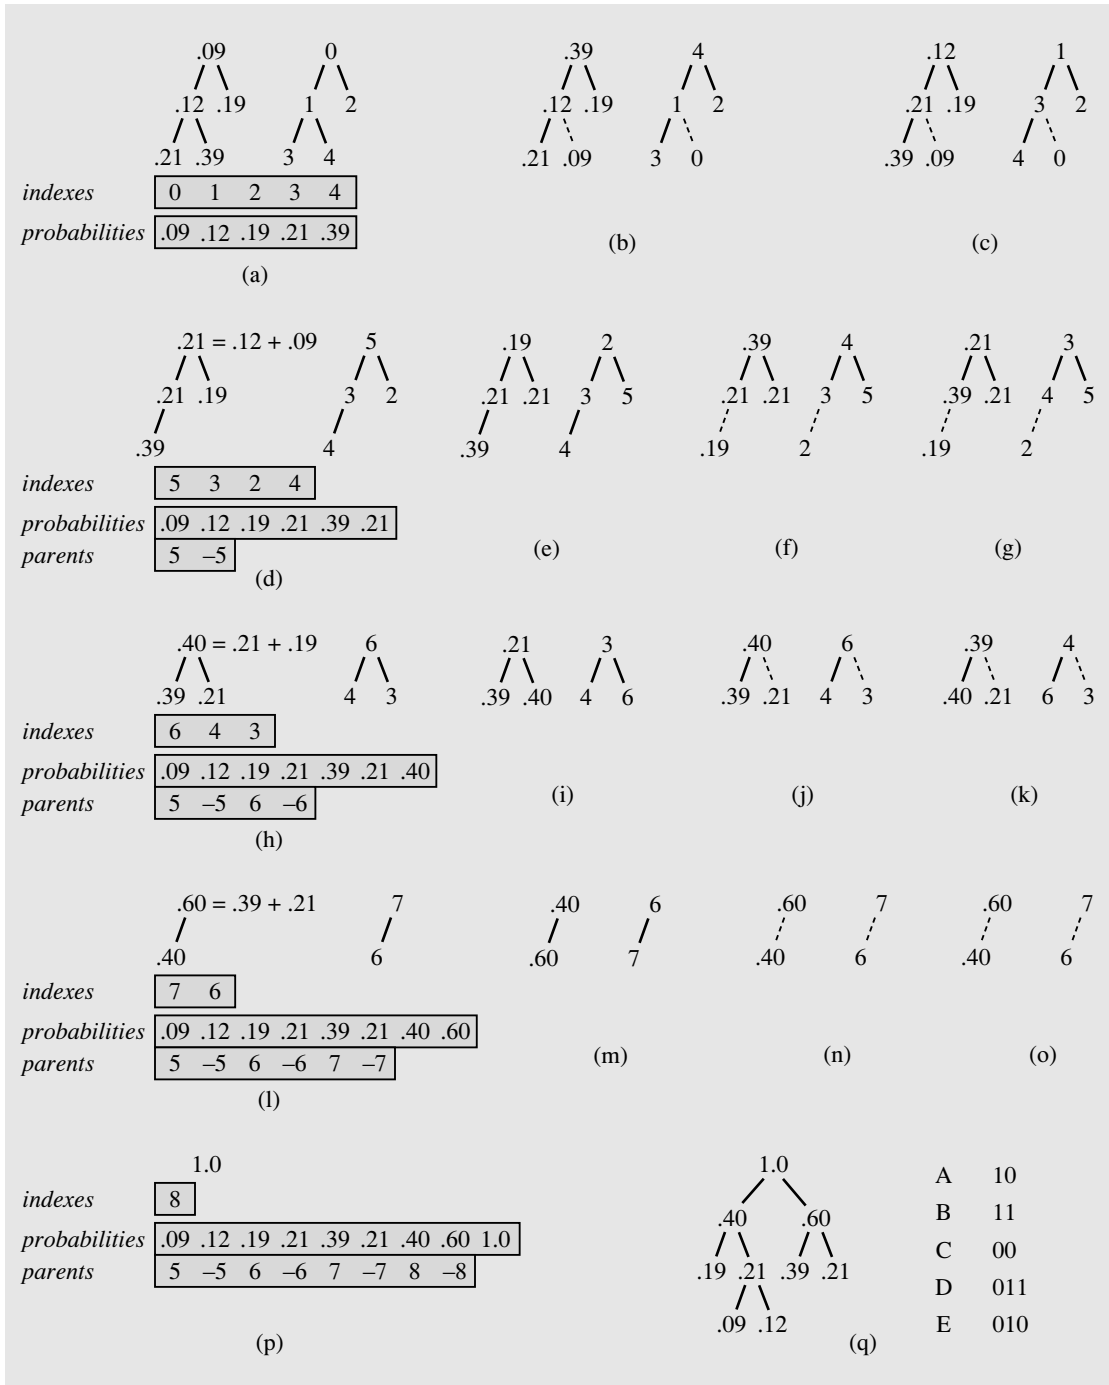 .09 0 .39 4 .12 1
.12 .19 1 2 .12 .19 1 2 .21 .19 3 2
.21 .39 3 4 .21 .09 3 0 .39 .09 4 0
indexes 0 1 2 3 4
probabilities .09 .12 .19 .21 .39
(b) (c)
(a)
.21 = .12 + .09 5 .19 2 .39 4 .21 3
.21 .19 3 2 .21 .21 3 5 .21 .21 3 5 .39 .21 4 5
.39 4 .39 4 .19 2 .19 2
indexes 5 3 2 4
probabilities .09 .12 .19 .21 .39 .21
parents 5 –5
(e) (f) (g)
(d)
.40 = .21 + .19 6 .21 3 .40 6 .39 4
.39 .21 4 3 .39 .40 4 6 .39 .21 4 3 .40 .21 6 3
indexes 6 4 3
probabilities .09 .12 .19 .21 .39 .21 .40
parents 5 –5 6 –6
(i) (j) (k)
(h)
.60 = .39 + .21 7 .40 6 .60 7 .60 7
.40 6 .60 7 .40 6 .40 6
indexes 7 6
probabilities .09 .12 .19 .21 .39 .21 .40 .60
parents 5 –5 6 –6 7 –7
(m) (n) (o)
(l)
1.0
indexes 8
probabilities .09 .12 .19 .21 .39 .21 .40 .60 1.0
parents 5 –5 6 –6 7 –7 8 –8
(p)
1.0
.40 .60
.19 .21 .39 .21
.09 .12
A 10
B 11
C 00
D 011
E 010
(q)